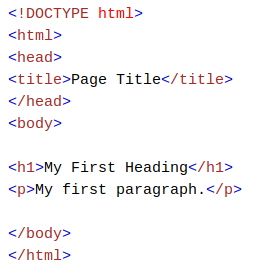 <!DOCTYPE html>
<html>
<head>
<title>Page Title</title>
</head>
<body>
<h1>My First Heading</h1>
<p>My first paragraph.</p>
</body>
</html>